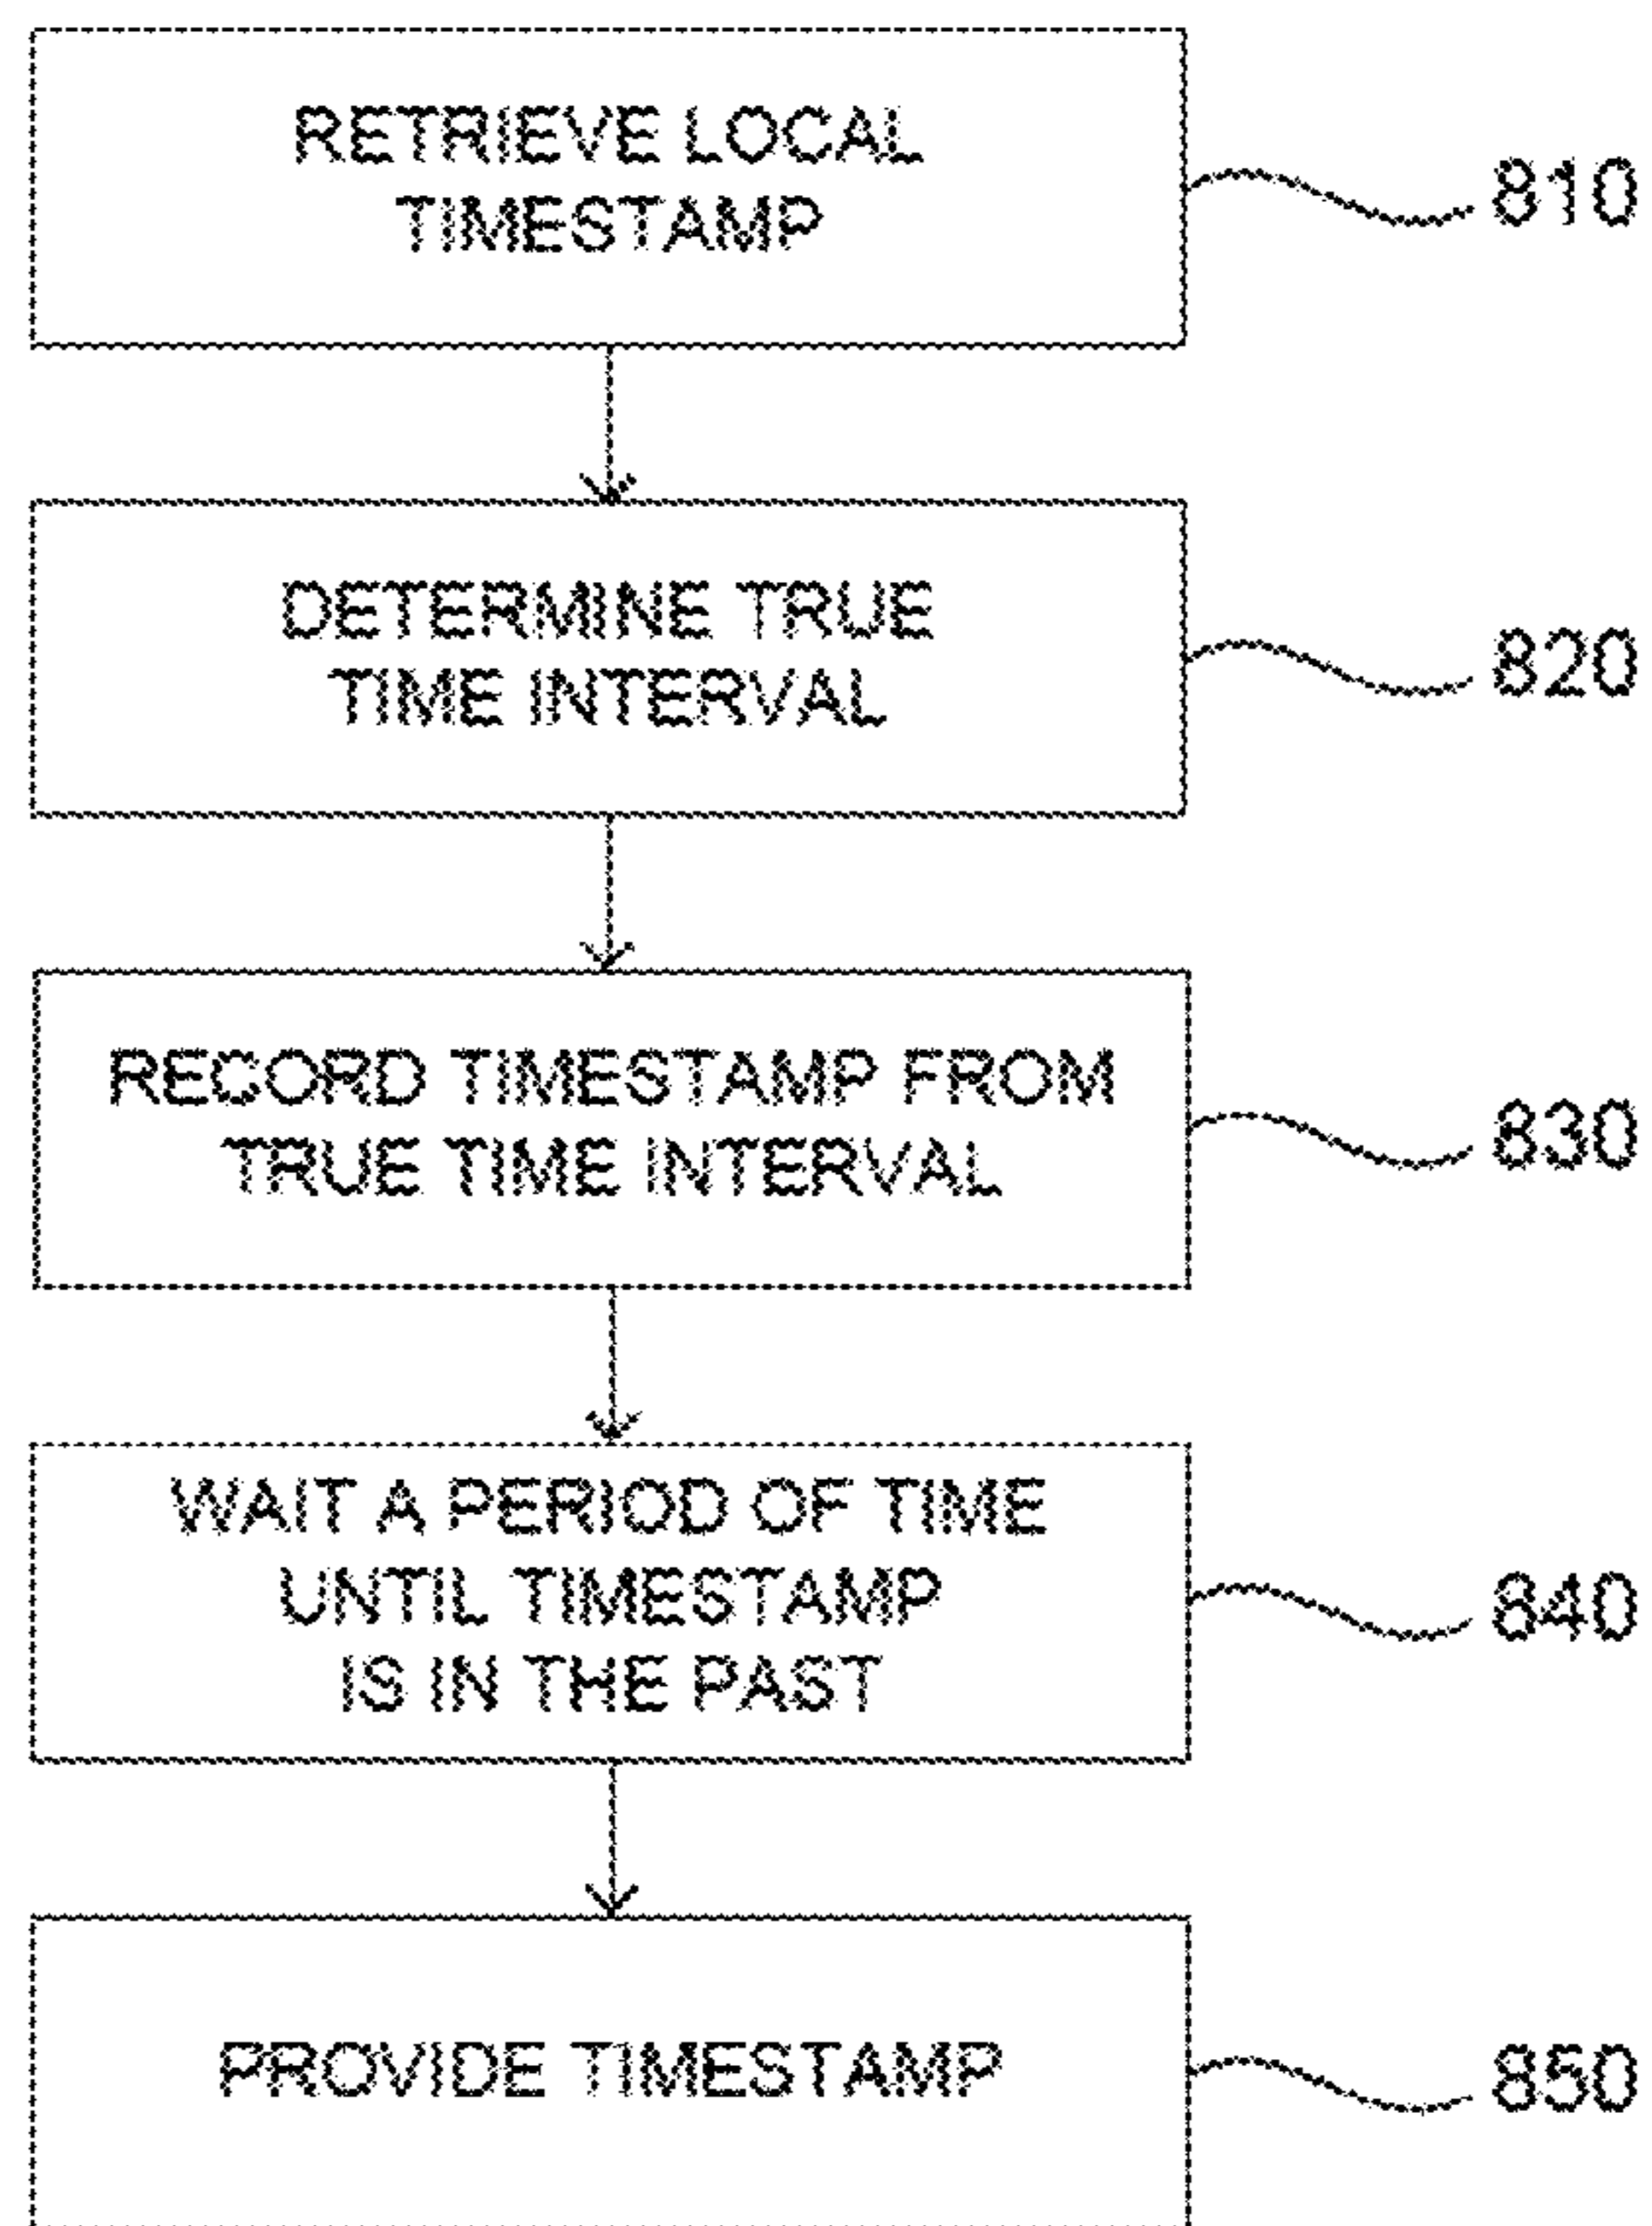 RETRIEVE LOCAL
TIMESTAMP
810
DETERMINE TRUE
TIME INTERVAL
820
RECORD TIMESTAMP FROM
TRUE TIME INTERVAL
830
WAIT A PERIOD OF TIME
UNTIL TIMESTAMP
IS IN THE PAST
840
PROVIDE TIMESTAMP
850